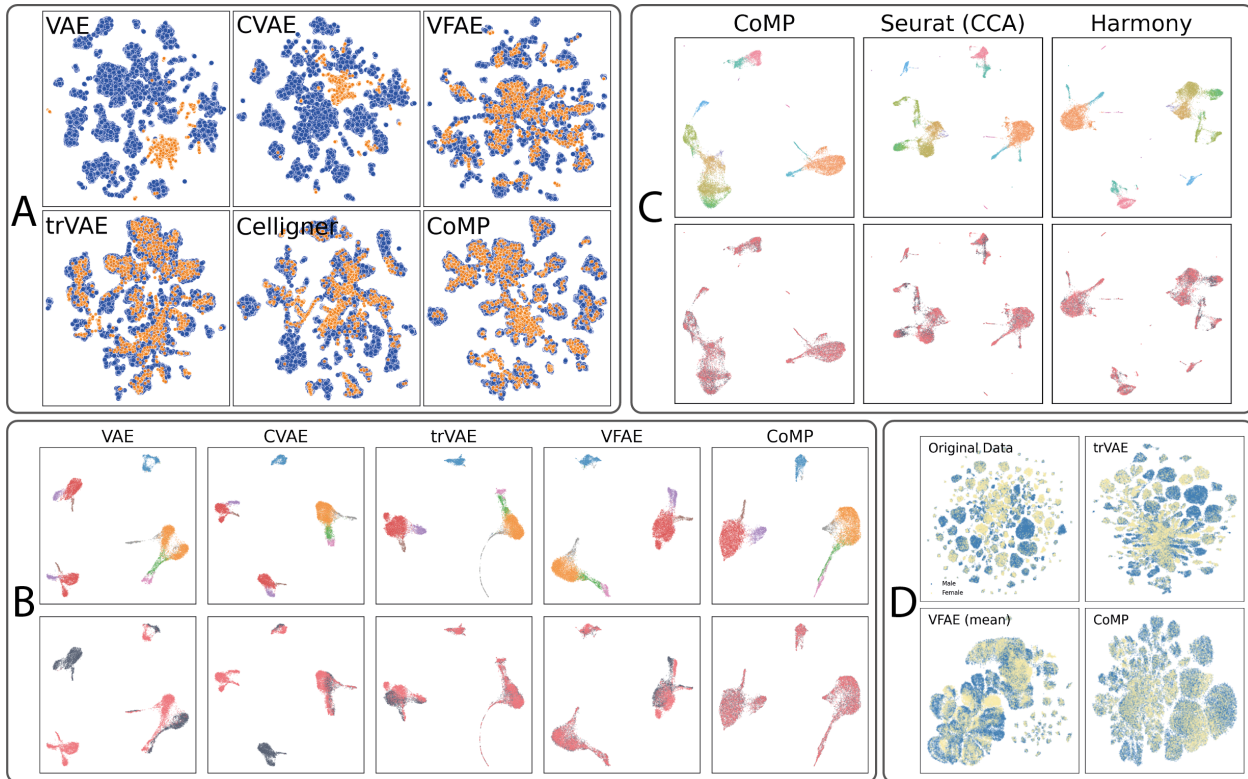 A
VAE
CVAE
VFAE
trVAE
Celligner
CoMP
C
CoMP
Seurat (CCA)
Harmony
B
VAE
CVAE
trVAE
VFAE
CoMP
D
Original Data
Male
Female
trVAE
VFAE (mean)
CoMP